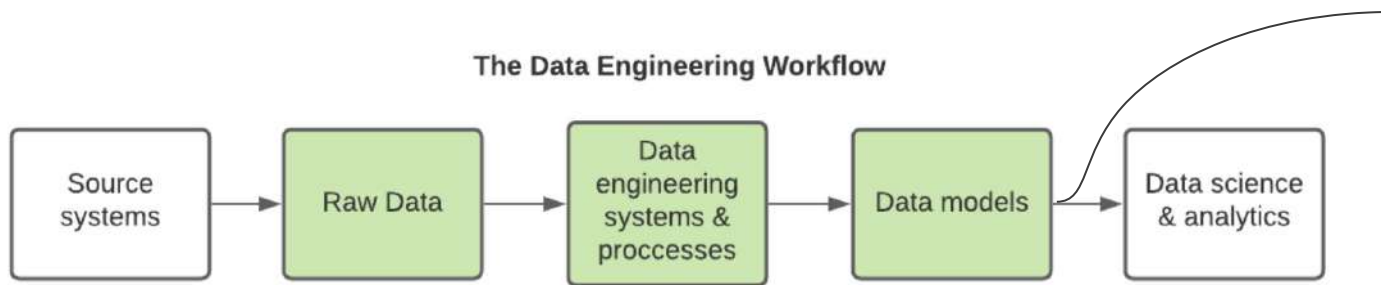 The Data Engineering Workflow
Source
systems
Raw Data
Data
engineering
systems &
proccesses
Data models
Data science
& analytics